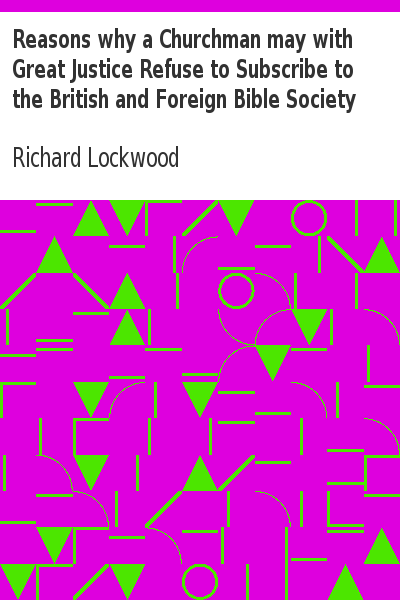 Reasons why a Churchman may with
Great Justice Refuse to Subscribe to
the British and Foreign Bible Society
Richard Lockwood